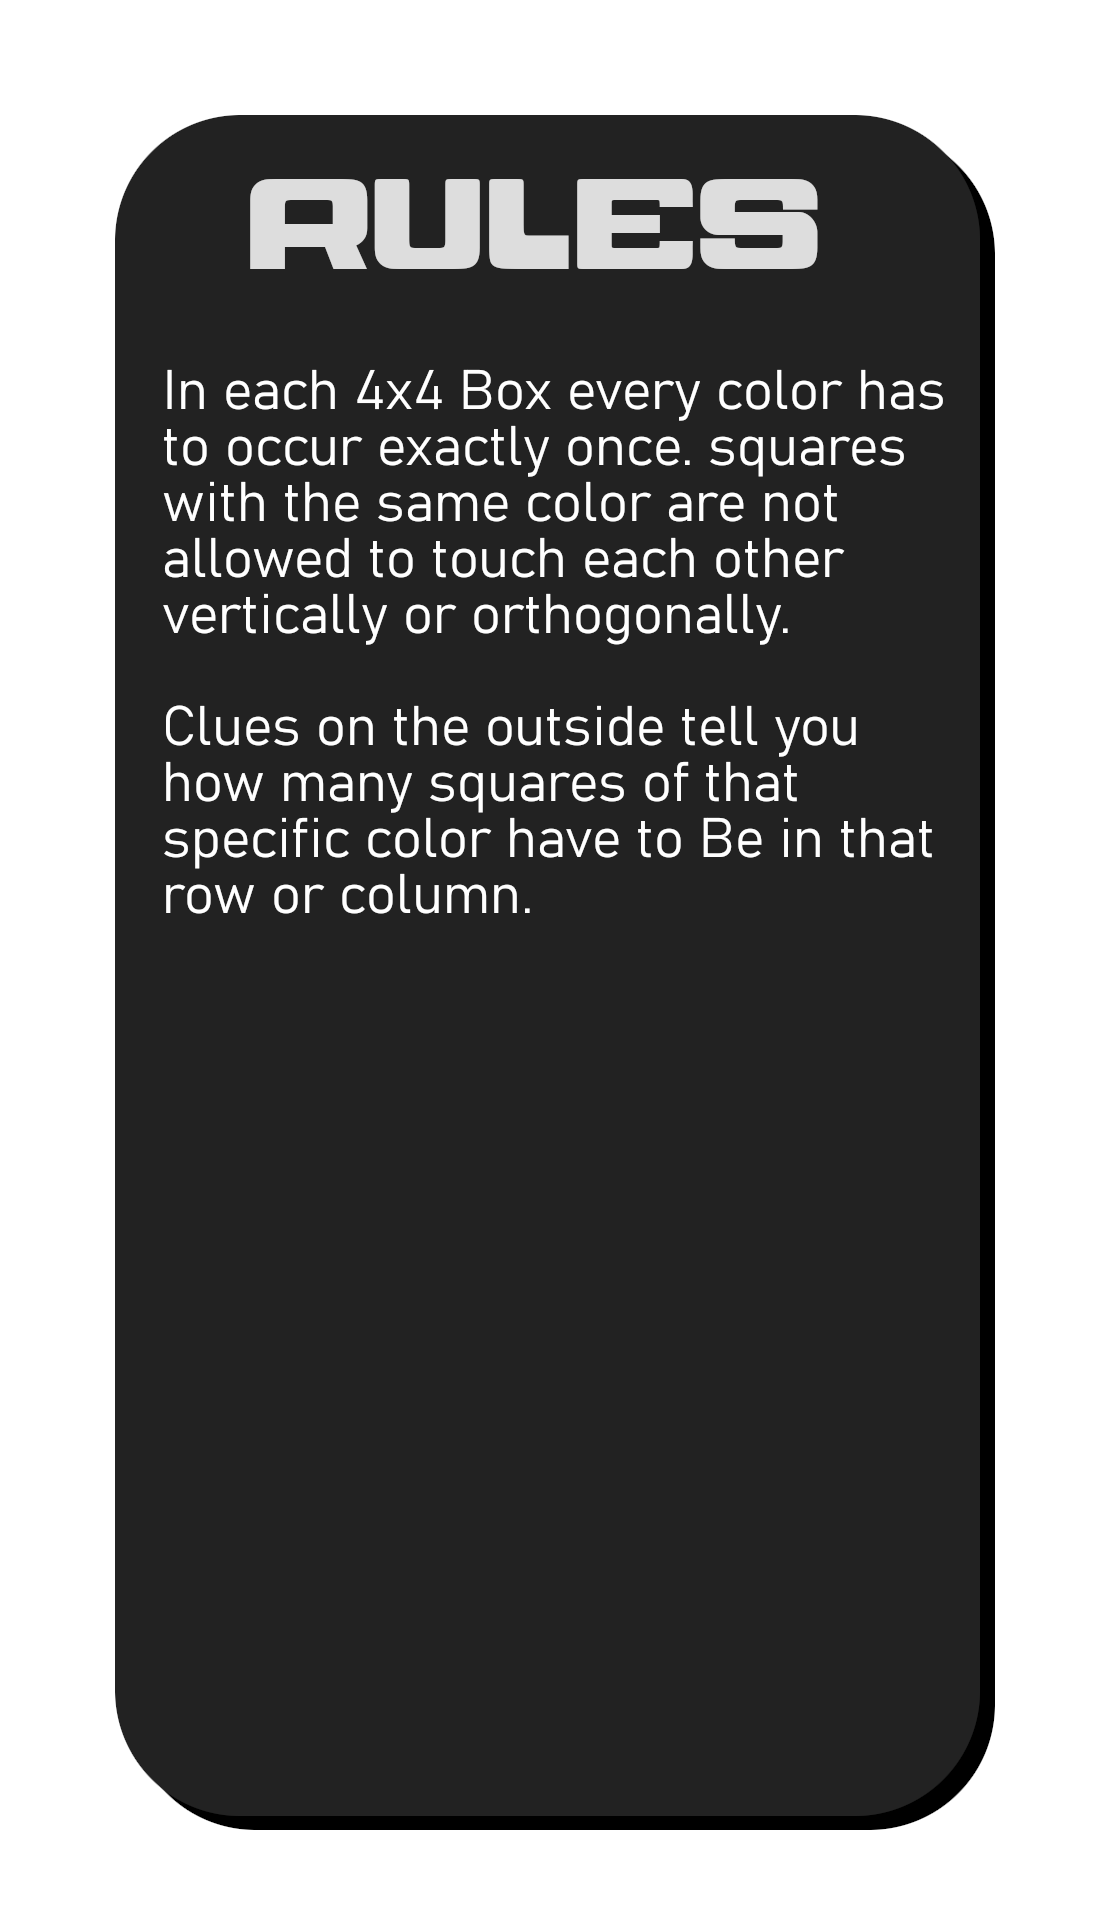 RULES
In each 4x4 Box every color has
to occur exactly once. squares
with the same color are not
allowed to touch each other
vertically or orthogonally.
Clues on the outside tell you
how many squares of that
specific color have to Be in that
row or column.